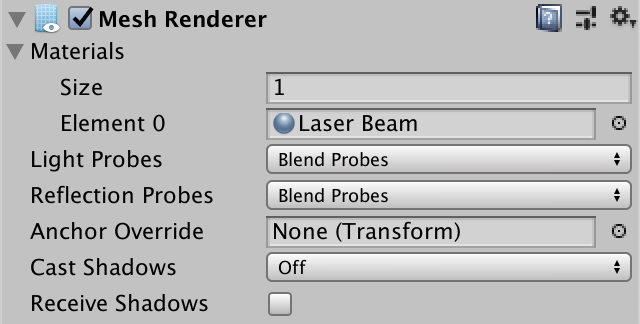 Mesh Renderer
Materials
Size 1
Element 0 Laser Beam
Light Probes Blend Probes
Reflection Probes Blend Probes
Anchor Override None (Transform)
Cast Shadows Off
Receive Shadows